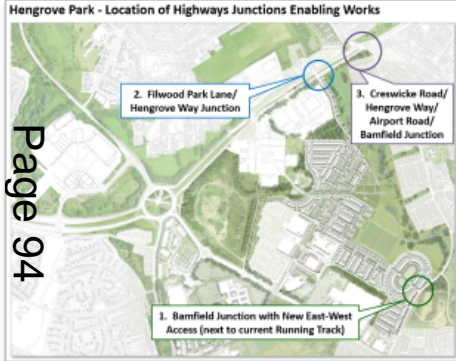 Hengrove Park - Location of Highways Junctions Enabling Works
2. Filwood Park Lane/
Hengrove Way Junction
3. Creswicke Road/
Hengrove Way/
Airport Road/
Bamfield Junction
Page 94
1. Bamfield Junction with New East-West
Access (next to current Running Track)